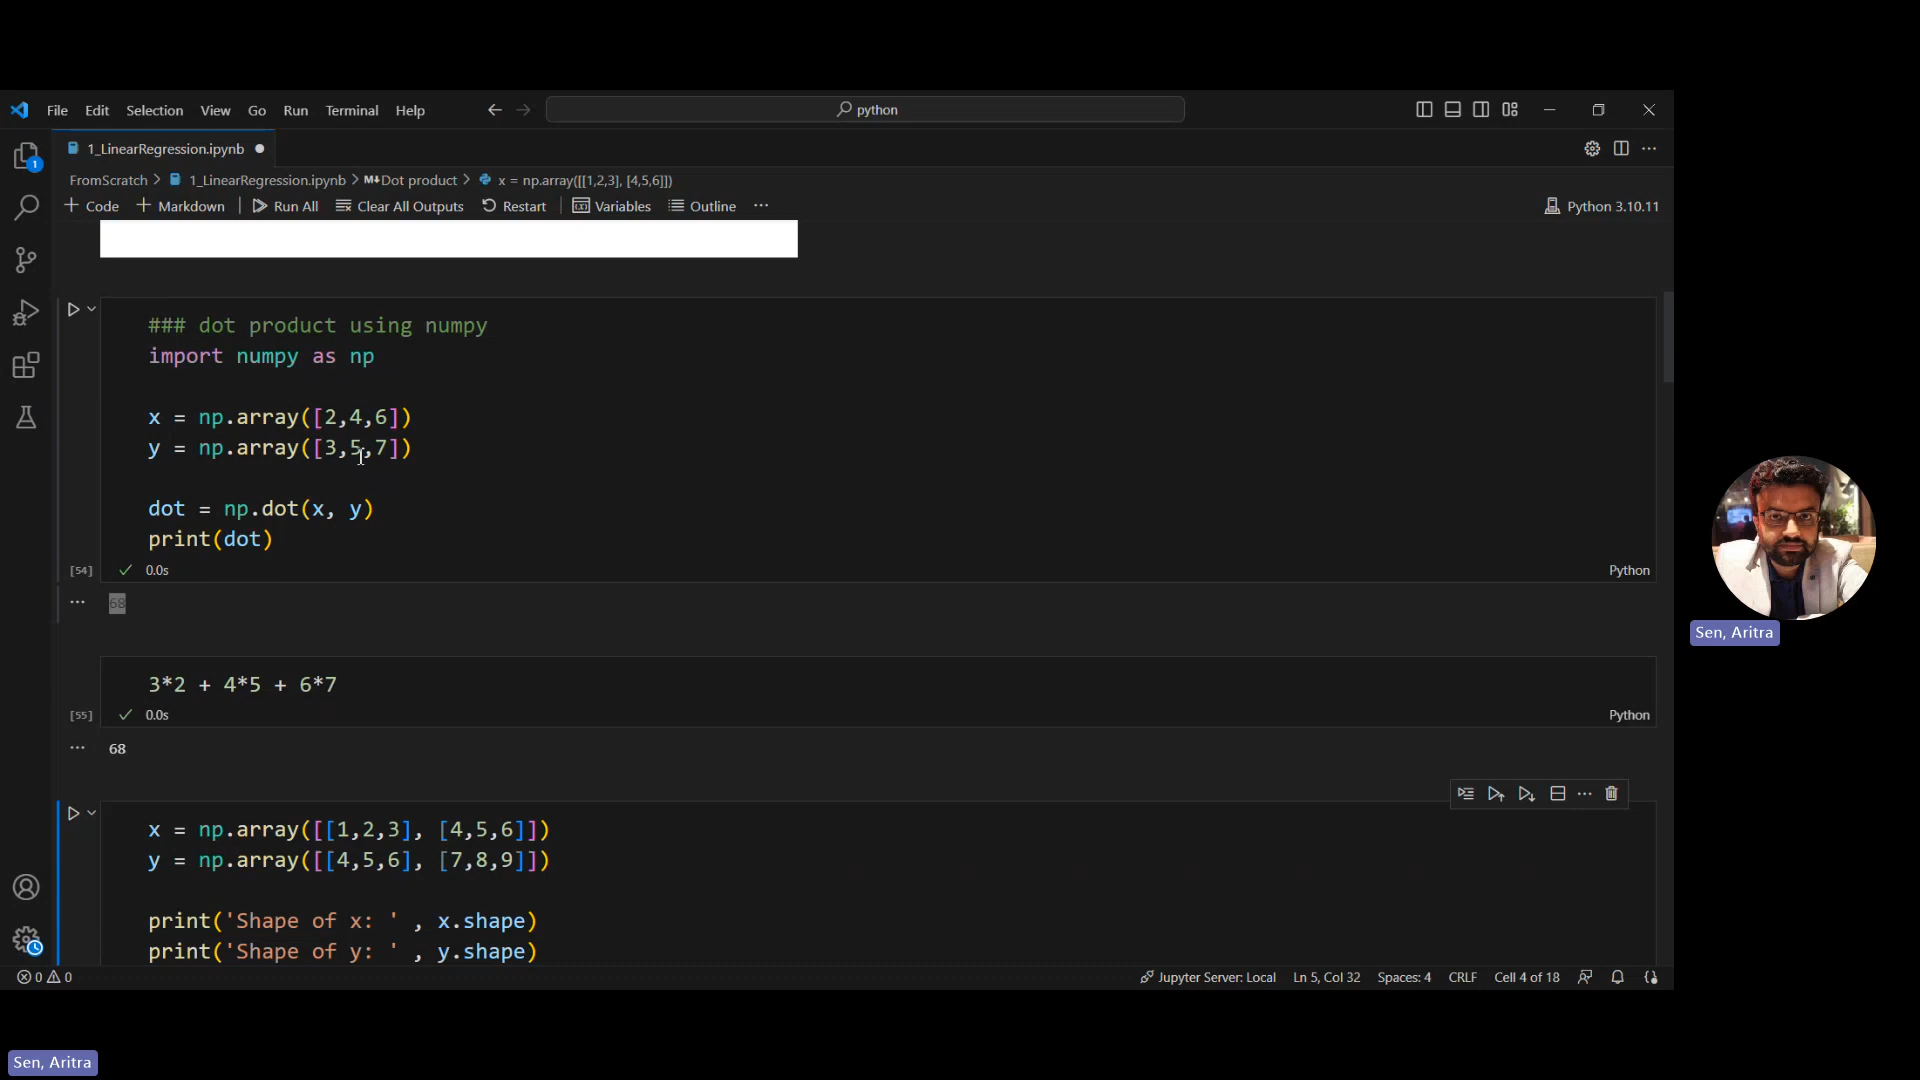 File Edit Selection View Go Run Terminal Help
python
1_LinearRegression.ipynb
FromScratch > 1_LinearRegression.ipynb > M↓Dot product > x = np.array([[1,2,3], [4,5,6]])
+ Code + Markdown | Run All Clear All Outputs Restart | Variables Outline ...
Python 3.10.11
### dot product using numpy
import numpy as np
x = np.array([2,4,6])
y = np.array([3,5,7])
dot = np.dot(x, y)
print(dot)
[54] 0.0s Python
68
3*2 + 4*5 + 6*7
[55] 0.0s Python
68
x = np.array([[1,2,3], [4,5,6]])
y = np.array([[4,5,6], [7,8,9]])
print('Shape of x: ' , x.shape)
print('Shape of y: ' , y.shape)
0 0
Jupyter Server: Local Ln 5, Col 32 Spaces: 4 CRLF Cell 4 of 18
1
Sen, Aritra
Sen, Aritra